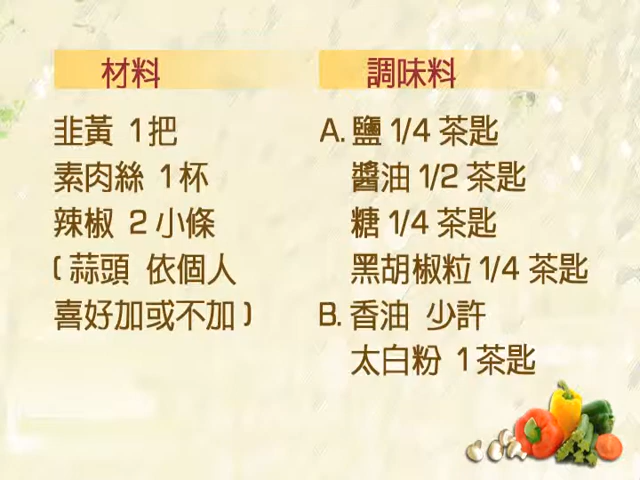 材料
韭黃 1把
素肉絲 1杯
辣椒 2小條
(蒜頭 依個人
喜好加或不加)
調味料
A.鹽 1/4 茶匙
醬油 1/2 茶匙
糖 1/4 茶匙
黑胡椒粒 1/4 茶匙
B.香油 少許
太白粉 1茶匙